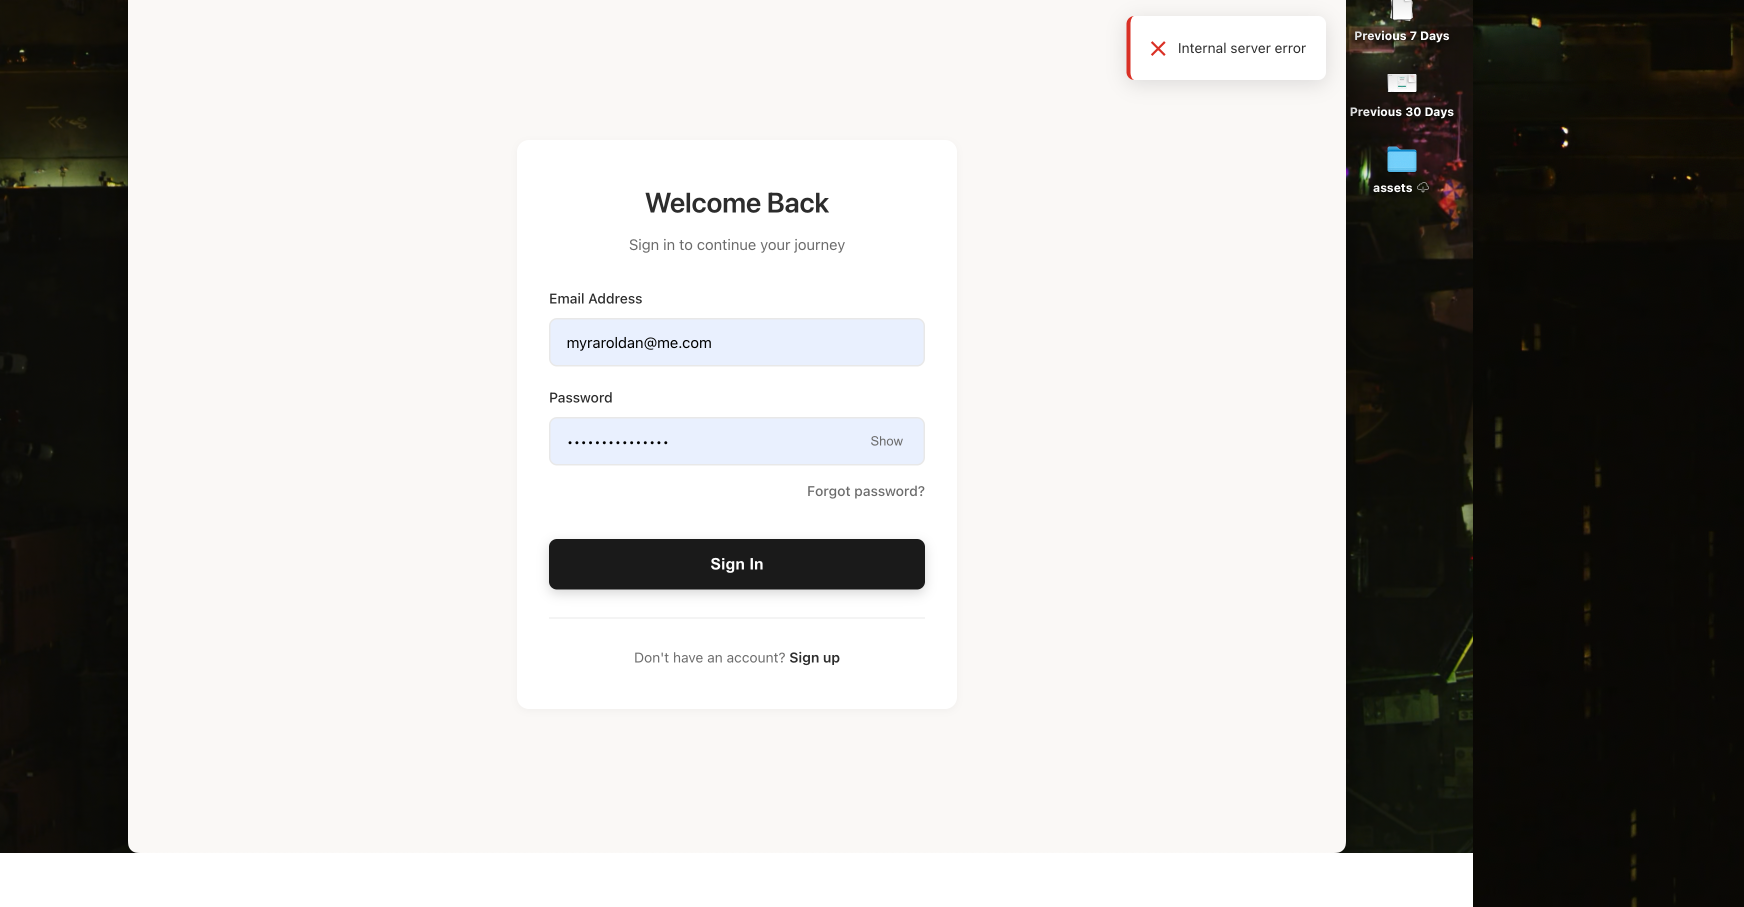 Internal server error
Previous 7 Days
Previous 30 Days
assets
Welcome Back
Sign in to continue your journey
Email Address
myraroldan@me.com
Password
•••••••••••••••
Show
Forgot password?
Sign In
Don't have an account? Sign up